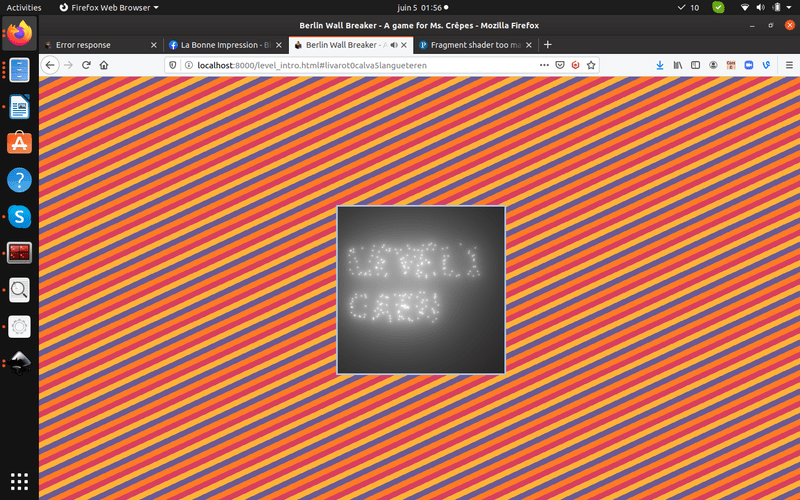 Activities
Firefox Web Browser
juin 5 01:56
10
Berlin Wall Breaker - A game for Ms. Crêpes - Mozilla Firefox
Error response
La Bonne Impression - B
Berlin Wall Breaker - A
Fragment shader too ma
localhost:8000/level_intro.html#livarot0calva5langueteren
LEVEL 1